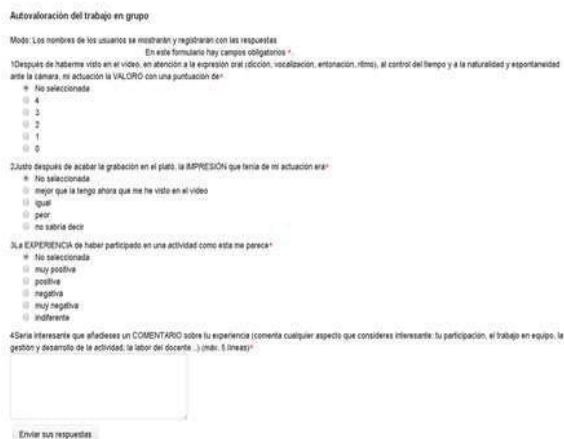 Autovaloración del trabajo en grupo
Modo: Los nombres de los usuarios se mostrarán y registrarán con las respuestas
En este formulario hay campos obligatorios *.
1Después de haberme visto en el vídeo, en atención a la expresión oral (dicción, vocalización, entonación, ritmo), al control del tiempo y a la naturalidad y espontaneidad
ante la cámara, mi actuación la VALORO con una puntuación de*
No seleccionada
4
3
2
1
0
2Justo después de acabar la grabación en el plató, la IMPRESIÓN que tenía de mi actuación era*
No seleccionada
mejor que la tengo ahora que me he visto en el vídeo
igual
peor
no sabría decir
3La EXPERIENCIA de haber participado en una actividad como esta me parece*
No seleccionada
muy positiva
positiva
negativa
muy negativa
indiferente
4Sería interesante que añadieses un COMENTARIO sobre tu experiencia (comenta cualquier aspecto que consideres interesante: tu participación, el trabajo en equipo, la
gestión y desarrollo de la actividad, la labor del docente...) (máx. 5 líneas)*
Enviar sus respuestas